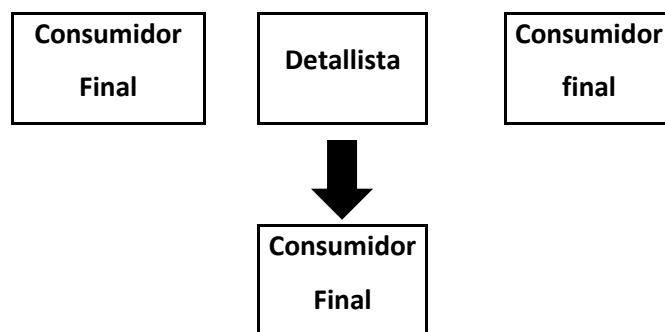 Consumidor
Final
Detallista
Consumidor
final
Consumidor
Final